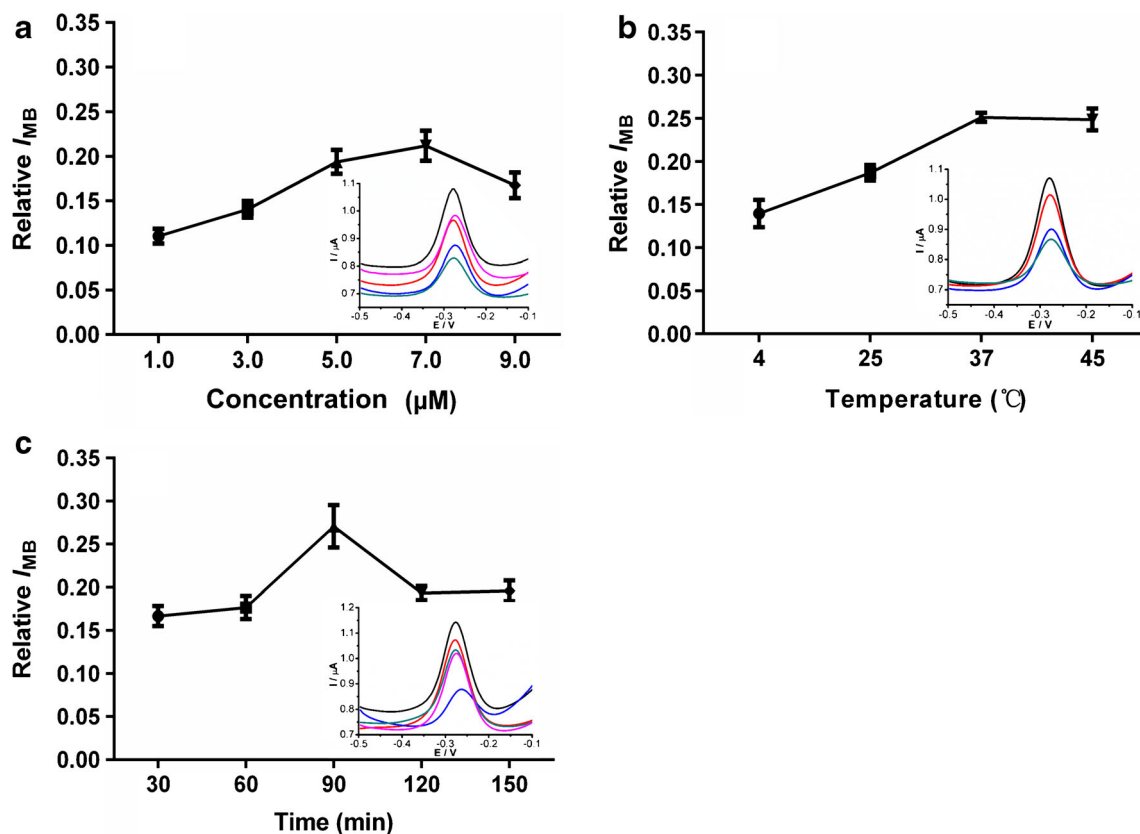 a
0.35
0.30
0.25
0.20
0.15
0.10
0.05
0.00
Relative I_MB
1.0 3.0 5.0 7.0 9.0
Concentration (μM)
1.1
1.0
0.9
0.8
0.7
I / μA
-0.5 -0.4 -0.3 -0.2 -0.1
E / V
b
0.35
0.30
0.25
0.20
0.15
0.10
0.05
0.00
Relative I_MB
4 25 37 45
Temperature (℃)
1.1
1.0
0.9
0.8
0.7
I / μA
-0.5 -0.4 -0.3 -0.2 -0.1
E / V
c
0.35
0.30
0.25
0.20
0.15
0.10
0.05
0.00
Relative I_MB
30 60 90 120 150
Time (min)
1.2
1.1
1.0
0.9
0.8
0.7
I / μA
-0.5 -0.4 -0.3 -0.2 -0.1
E / V